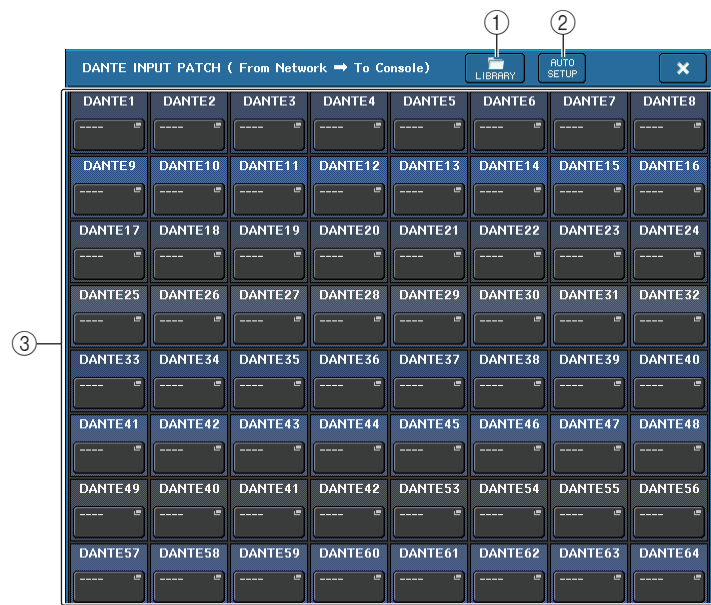 ① ②
DANTE INPUT PATCH ( From Network ➡ To Console) LIBRARY AUTO SETUP ×
DANTE1 DANTE2 DANTE3 DANTE4 DANTE5 DANTE6 DANTE7 DANTE8
---- ---- ---- ---- ---- ---- ---- ----
DANTE9 DANTE10 DANTE11 DANTE12 DANTE13 DANTE14 DANTE15 DANTE16
---- ---- ---- ---- ---- ---- ---- ----
DANTE17 DANTE18 DANTE19 DANTE20 DANTE21 DANTE22 DANTE23 DANTE24
---- ---- ---- ---- ---- ---- ---- ----
DANTE25 DANTE26 DANTE27 DANTE28 DANTE29 DANTE30 DANTE31 DANTE32
---- ---- ---- ---- ---- ---- ---- ----
③
DANTE33 DANTE34 DANTE35 DANTE36 DANTE37 DANTE38 DANTE39 DANTE40
---- ---- ---- ---- ---- ---- ---- ----
DANTE41 DANTE42 DANTE43 DANTE44 DANTE45 DANTE46 DANTE47 DANTE48
---- ---- ---- ---- ---- ---- ---- ----
DANTE49 DANTE40 DANTE41 DANTE42 DANTE53 DANTE54 DANTE55 DANTE56
---- ---- ---- ---- ---- ---- ---- ----
DANTE57 DANTE58 DANTE59 DANTE60 DANTE61 DANTE62 DANTE63 DANTE64
---- ---- ---- ---- ---- ---- ---- ----